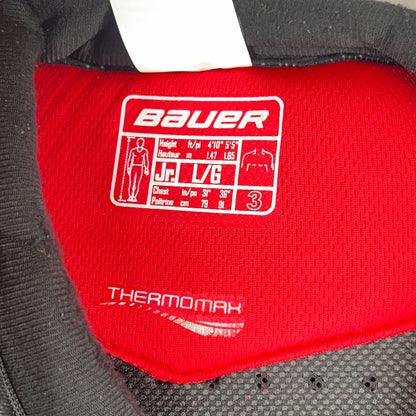 BAUER
Height ft/pi 4'10" 5'5"
Hauteur m 1.47 1.65
Jr. L/G
Chest in/po 31" 36"
Poitrine cm 79 91
3
THERMOMAX